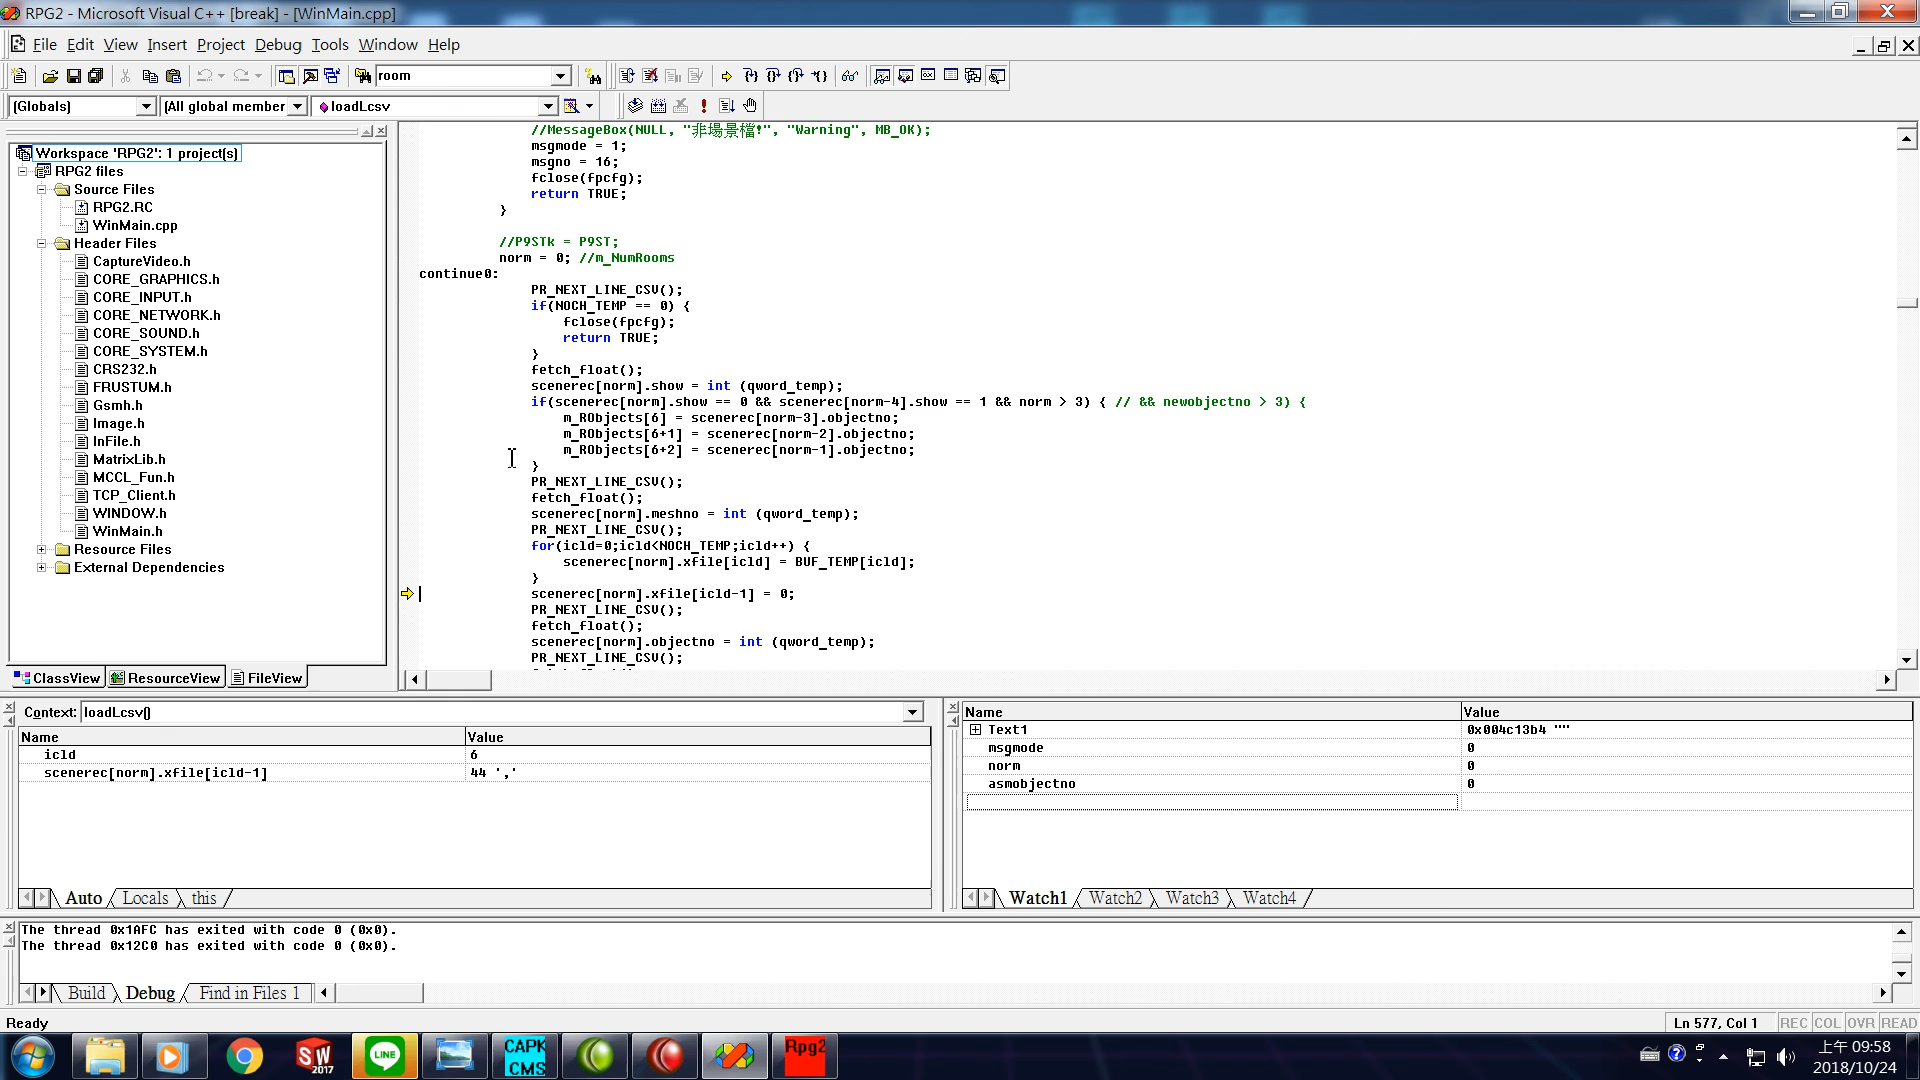 RPG2 - Microsoft Visual C++ [break] - [WinMain.cpp]
File Edit View Insert Project Debug Tools Window Help
room
(Globals) (All global member loadLcsv
Workspace 'RPG2': 1 project(s)
RPG2 files
Source Files
RPG2.RC
WinMain.cpp
Header Files
CaptureVideo.h
CORE_GRAPHICS.h
CORE_INPUT.h
CORE_NETWORK.h
CORE_SOUND.h
CORE_SYSTEM.h
CRS232.h
FRUSTUM.h
Gsmh.h
Image.h
InFile.h
MatrixLib.h
MCCL_Fun.h
TCP_Client.h
WINDOW.h
WinMain.h
Resource Files
External Dependencies
ClassView ResourceView FileView
//MessageBox(NULL, "非場景檔!", "Warning", MB_OK);
msgmode = 1;
msgno = 16;
fclose(fpcfg);
return TRUE;
}
//P9STk = P9ST;
norm = 0; //m_NumRooms
continue0:
PR_NEXT_LINE_CSV();
if(NOCH_TEMP == 0) {
fclose(fpcfg);
return TRUE;
}
fetch_float();
scenerec[norm].show = int (qword_temp);
if(scenerec[norm].show == 0 && scenerec[norm-4].show == 1 && norm > 3) { // && newobjectno > 3) {
m_RObjects[6] = scenerec[norm-3].objectno;
m_RObjects[6+1] = scenerec[norm-2].objectno;
m_RObjects[6+2] = scenerec[norm-1].objectno;
}
PR_NEXT_LINE_CSV();
fetch_float();
scenerec[norm].meshno = int (qword_temp);
PR_NEXT_LINE_CSV();
for(icld=0;icld<NOCH_TEMP;icld++) {
scenerec[norm].xfile[icld] = BUF_TEMP[icld];
}
scenerec[norm].xfile[icld-1] = 0;
PR_NEXT_LINE_CSV();
fetch_float();
scenerec[norm].objectno = int (qword_temp);
PR_NEXT_LINE_CSV();
Context: loadLcsv()
Name Value
icld 6
scenerec[norm].xfile[icld-1] 44 ','
Auto Locals this
Name Value
Text1 0x004c13b4 ""
msgmode 0
norm 0
asmobjectno 0
Watch1 Watch2 Watch3 Watch4
The thread 0x1AFC has exited with code 0 (0x0).
The thread 0x12C0 has exited with code 0 (0x0).
Build Debug Find in Files 1
Ready Ln 577, Col 1 REC COL OVR READ
SW 2017
LINE
CAPK CMS
Rpg2
上午 09:58
2018/10/24